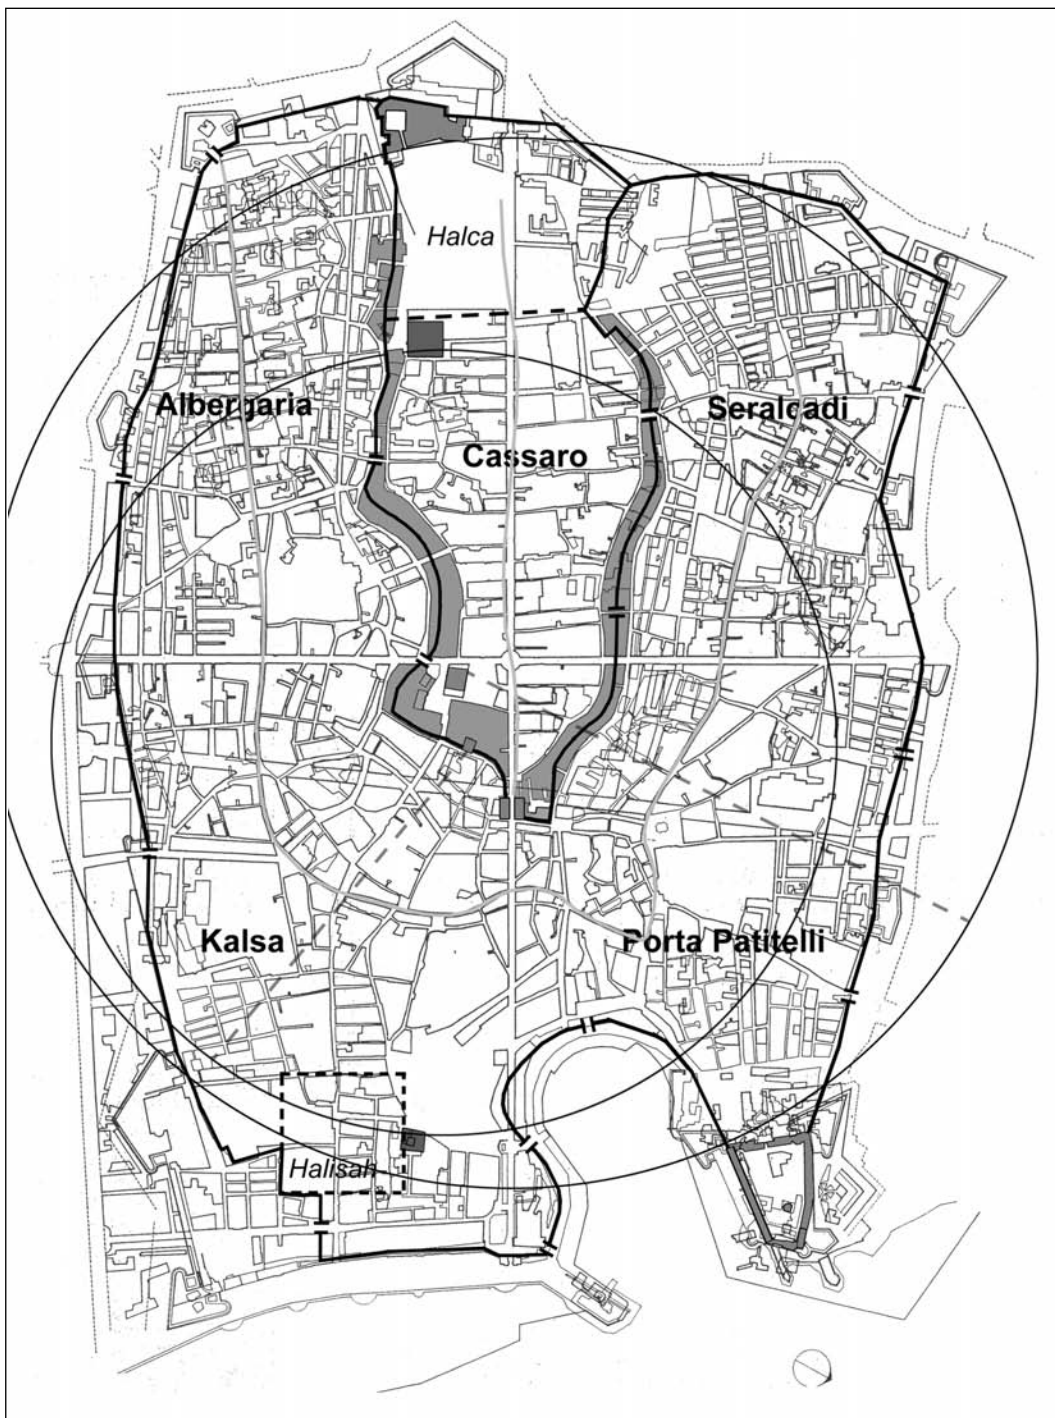 Halca
Albergaria
Seralcadi
Cassaro
Kalsa
Porta Patitelli
Halisah